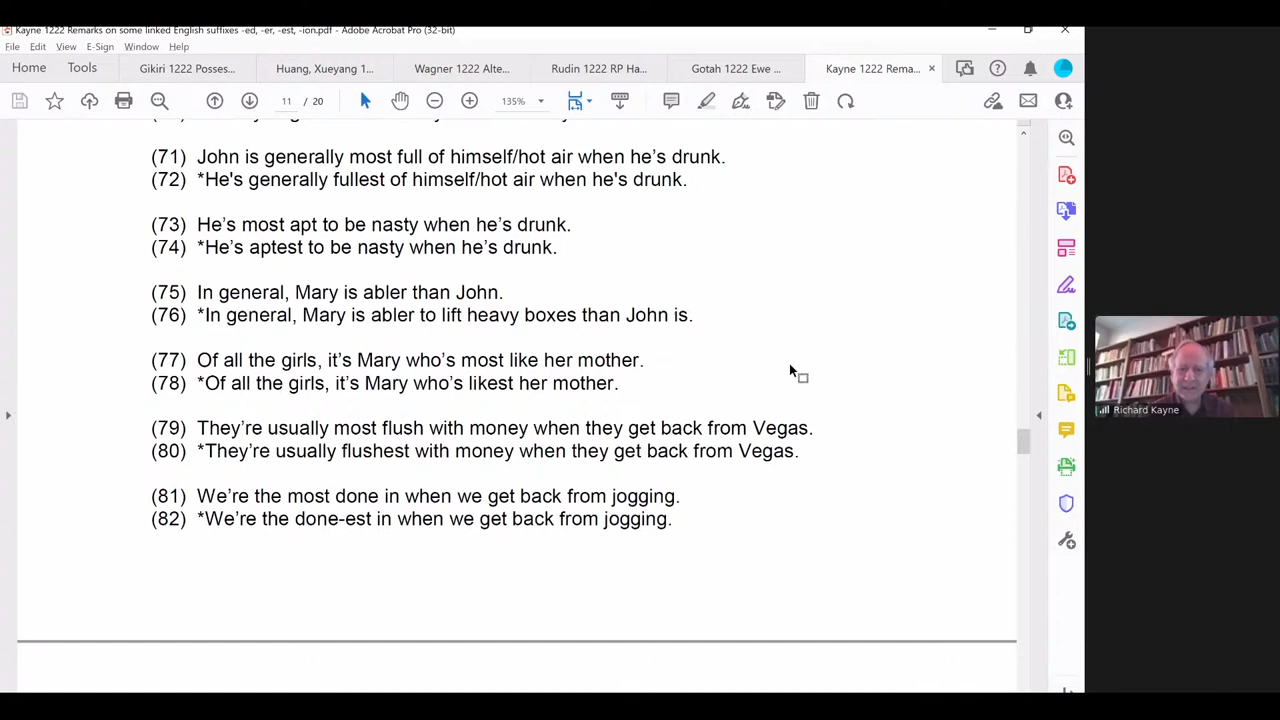 Kayne 1222 Remarks on some linked English suffixes -ed, -er, -est, -ion.pdf - Adobe Acrobat Pro (32-bit)
File Edit View E-Sign Window Help
Home Tools Gikiri 1222 Posses... Huang, Xueyang 1... Wagner 1222 Alte... Rudin 1222 RP Ha... Gotah 1222 Ewe ... Kayne 1222 Rema...
11 / 20 135%
(71) John is generally most full of himself/hot air when he's drunk.
(72) *He's generally fullest of himself/hot air when he's drunk.
(73) He's most apt to be nasty when he's drunk.
(74) *He's aptest to be nasty when he's drunk.
(75) In general, Mary is abler than John.
(76) *In general, Mary is abler to lift heavy boxes than John is.
(77) Of all the girls, it's Mary who's most like her mother.
(78) *Of all the girls, it's Mary who's likest her mother.
(79) They're usually most flush with money when they get back from Vegas.
(80) *They're usually flushest with money when they get back from Vegas.
(81) We're the most done in when we get back from jogging.
(82) *We're the done-est in when we get back from jogging.
Richard Kayne